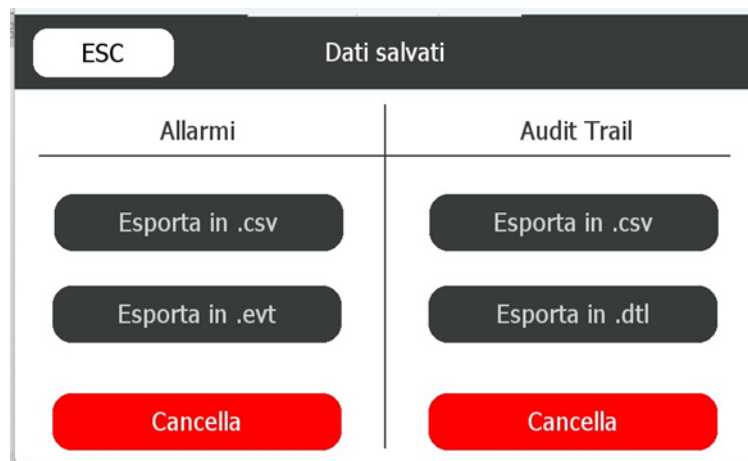 ESC
Dati salvati
Allarmi
Audit Trail
Esporta in .csv
Esporta in .csv
Esporta in .evt
Esporta in .dtl
Cancella
Cancella